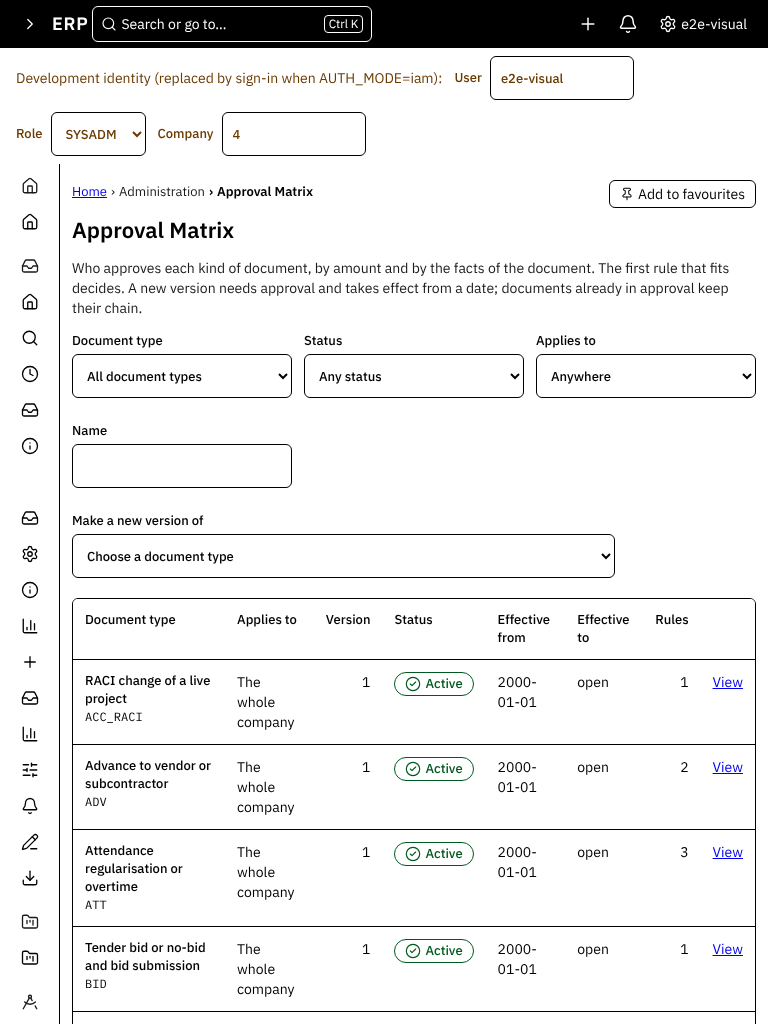 ERP Search or go to... Ctrl K e2e-visual
Development identity (replaced by sign-in when AUTH_MODE=iam): User e2e-visual
Role SYSADM Company 4
Home › Administration › Approval Matrix Add to favourites
Approval Matrix
Who approves each kind of document, by amount and by the facts of the document. The first rule that fits
decides. A new version needs approval and takes effect from a date; documents already in approval keep
their chain.
Document type Status Applies to
All document types Any status Anywhere
Name
Make a new version of
Choose a document type
Document type Applies to Version Status Effective from Effective to Rules
RACI change of a live project ACC_RACI The whole company 1 Active 2000-01-01 open 1 View
Advance to vendor or subcontractor ADV The whole company 1 Active 2000-01-01 open 2 View
Attendance regularisation or overtime ATT The whole company 1 Active 2000-01-01 open 3 View
Tender bid or no-bid and bid submission BID The whole company 1 Active 2000-01-01 open 1 View